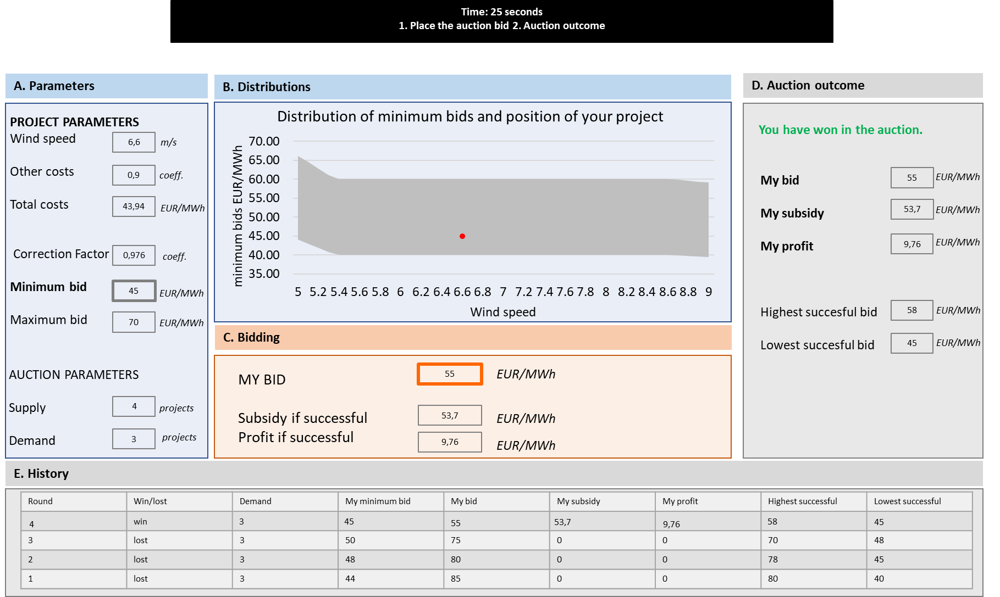 Time: 25 seconds
1. Place the auction bid 2. Auction outcome
A. Parameters
PROJECT PARAMETERS
Wind speed 6,6 m/s
Other costs 0,9 coeff.
Total costs 43,94 EUR/MWh
Correction Factor 0,976 coeff.
Minimum bid 45 EUR/MWh
Maximum bid 70 EUR/MWh
AUCTION PARAMETERS
Supply 4 projects
Demand 3 projects
B. Distributions
Distribution of minimum bids and position of your project
minimum bids EUR/MWh
70.00
65.00
60.00
55.00
50.00
45.00
40.00
35.00
5 5.2 5.4 5.6 5.8 6 6.2 6.4 6.6 6.8 7 7.2 7.4 7.6 7.8 8 8.2 8.4 8.6 8.8 9
Wind speed
C. Bidding
MY BID 55 EUR/MWh
Subsidy if successful 53,7 EUR/MWh
Profit if successful 9,76 EUR/MWh
D. Auction outcome
You have won in the auction.
My bid 55 EUR/MWh
My subsidy 53,7 EUR/MWh
My profit 9,76 EUR/MWh
Highest succesful bid 58 EUR/MWh
Lowest succesful bid 45 EUR/MWh
E. History
Round Win/lost Demand My minimum bid My bid My subsidy My profit Highest successful Lowest successful
4 win 3 45 55 53,7 9,76 58 45
3 lost 3 50 75 0 0 70 48
2 lost 3 48 80 0 0 78 45
1 lost 3 44 85 0 0 80 40